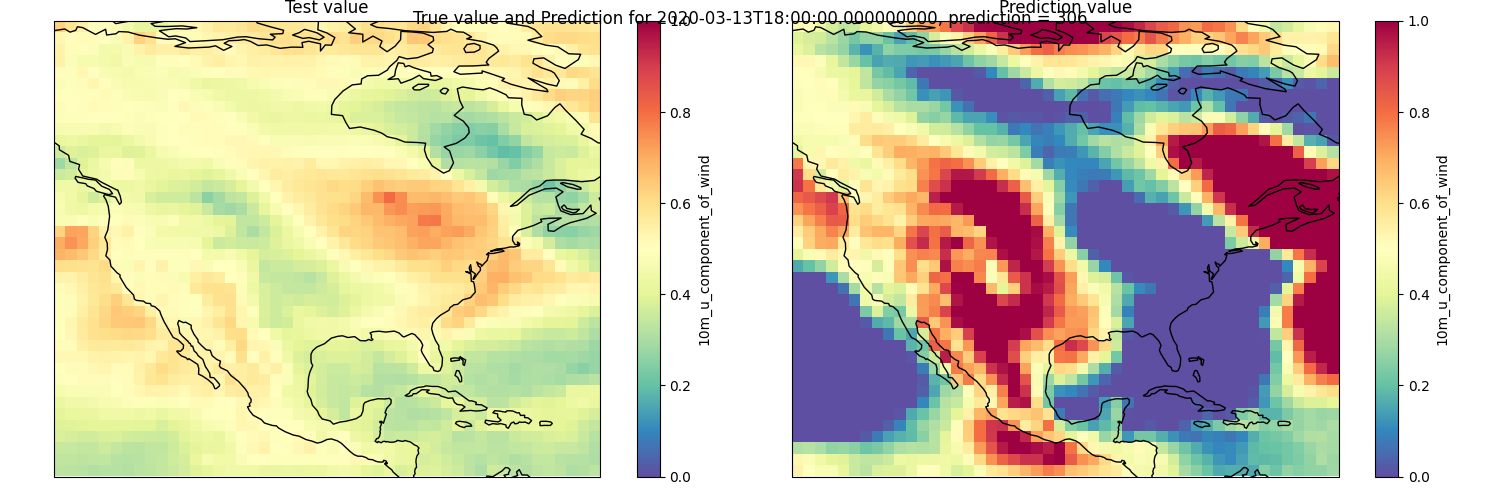 Test value
Prediction value
True value and Prediction for 2020-03-13T18:00:00.000000000, prediction = 306
1.0
0.8
0.6
0.4
0.2
0.0
10m_u_component_of_wind
1.0
0.8
0.6
0.4
0.2
0.0
10m_u_component_of_wind